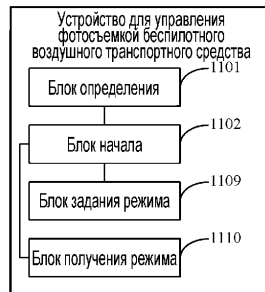 Устройство для управления
фотосъемкой беспилотного
воздушного транспортного средства
1101
Блок определения
1102
Блок начала
1109
Блок задания режима
1110
Блок получения режима